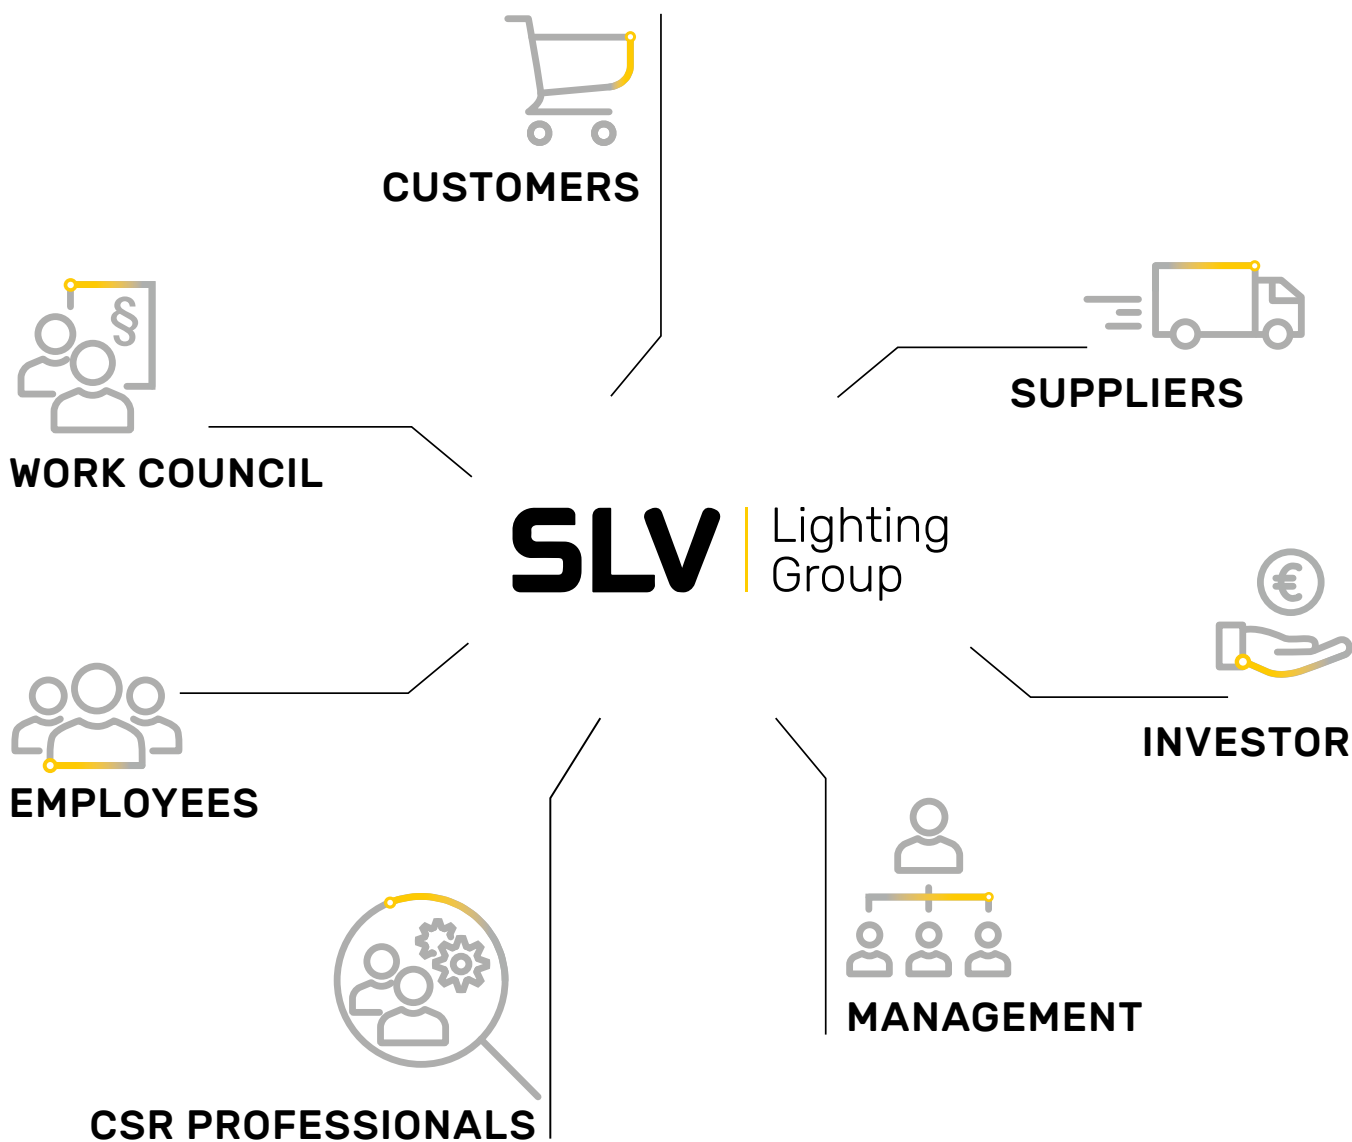 CUSTOMERS
SUPPLIERS
§
WORK COUNCIL
SLV
Lighting
Group
€
INVESTOR
EMPLOYEES
MANAGEMENT
CSR PROFESSIONALS